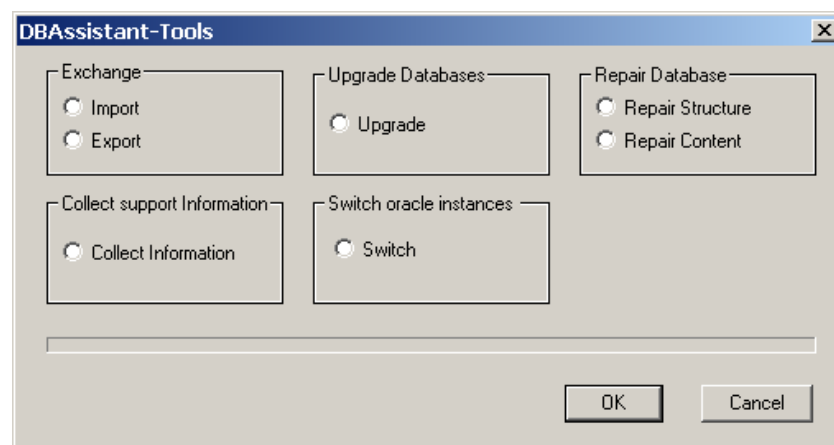 DBAssistant-Tools
Exchange
Import
Export
Upgrade Databases
Upgrade
Repair Database
Repair Structure
Repair Content
Collect support Information
Collect Information
Switch oracle instances
Switch
OK
Cancel